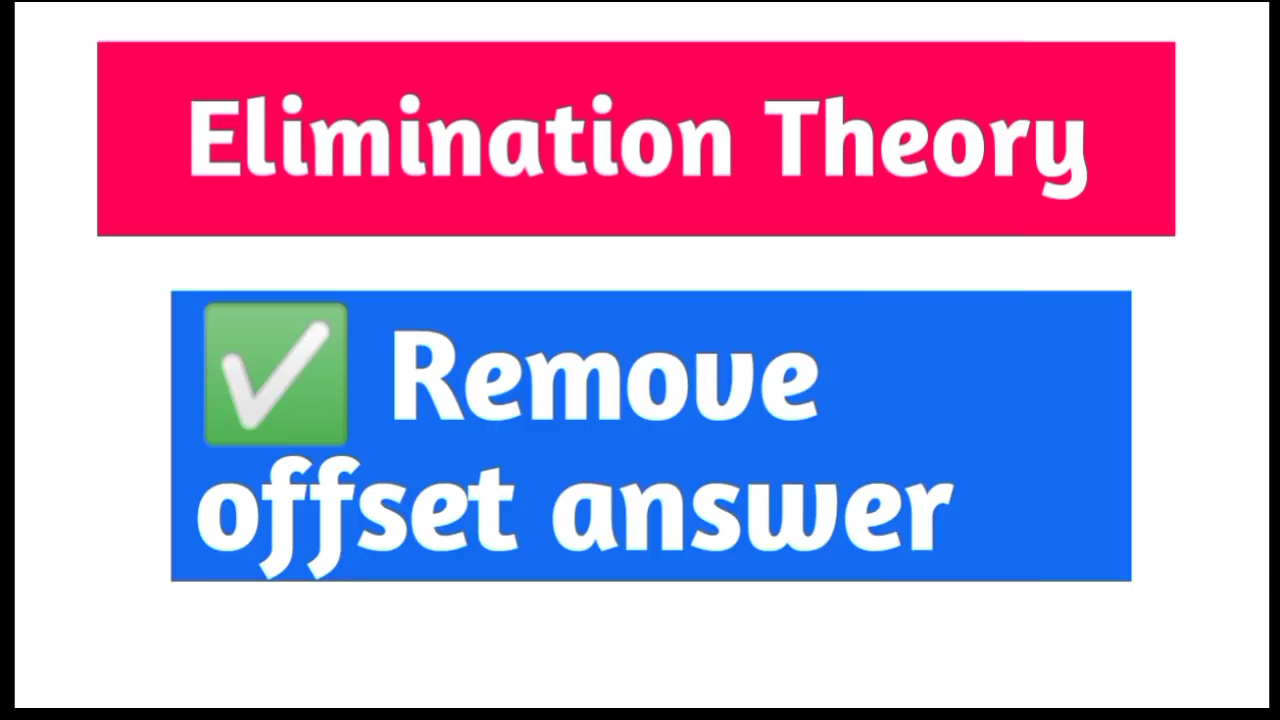 Elimination Theory
✅ Remove
offset answer